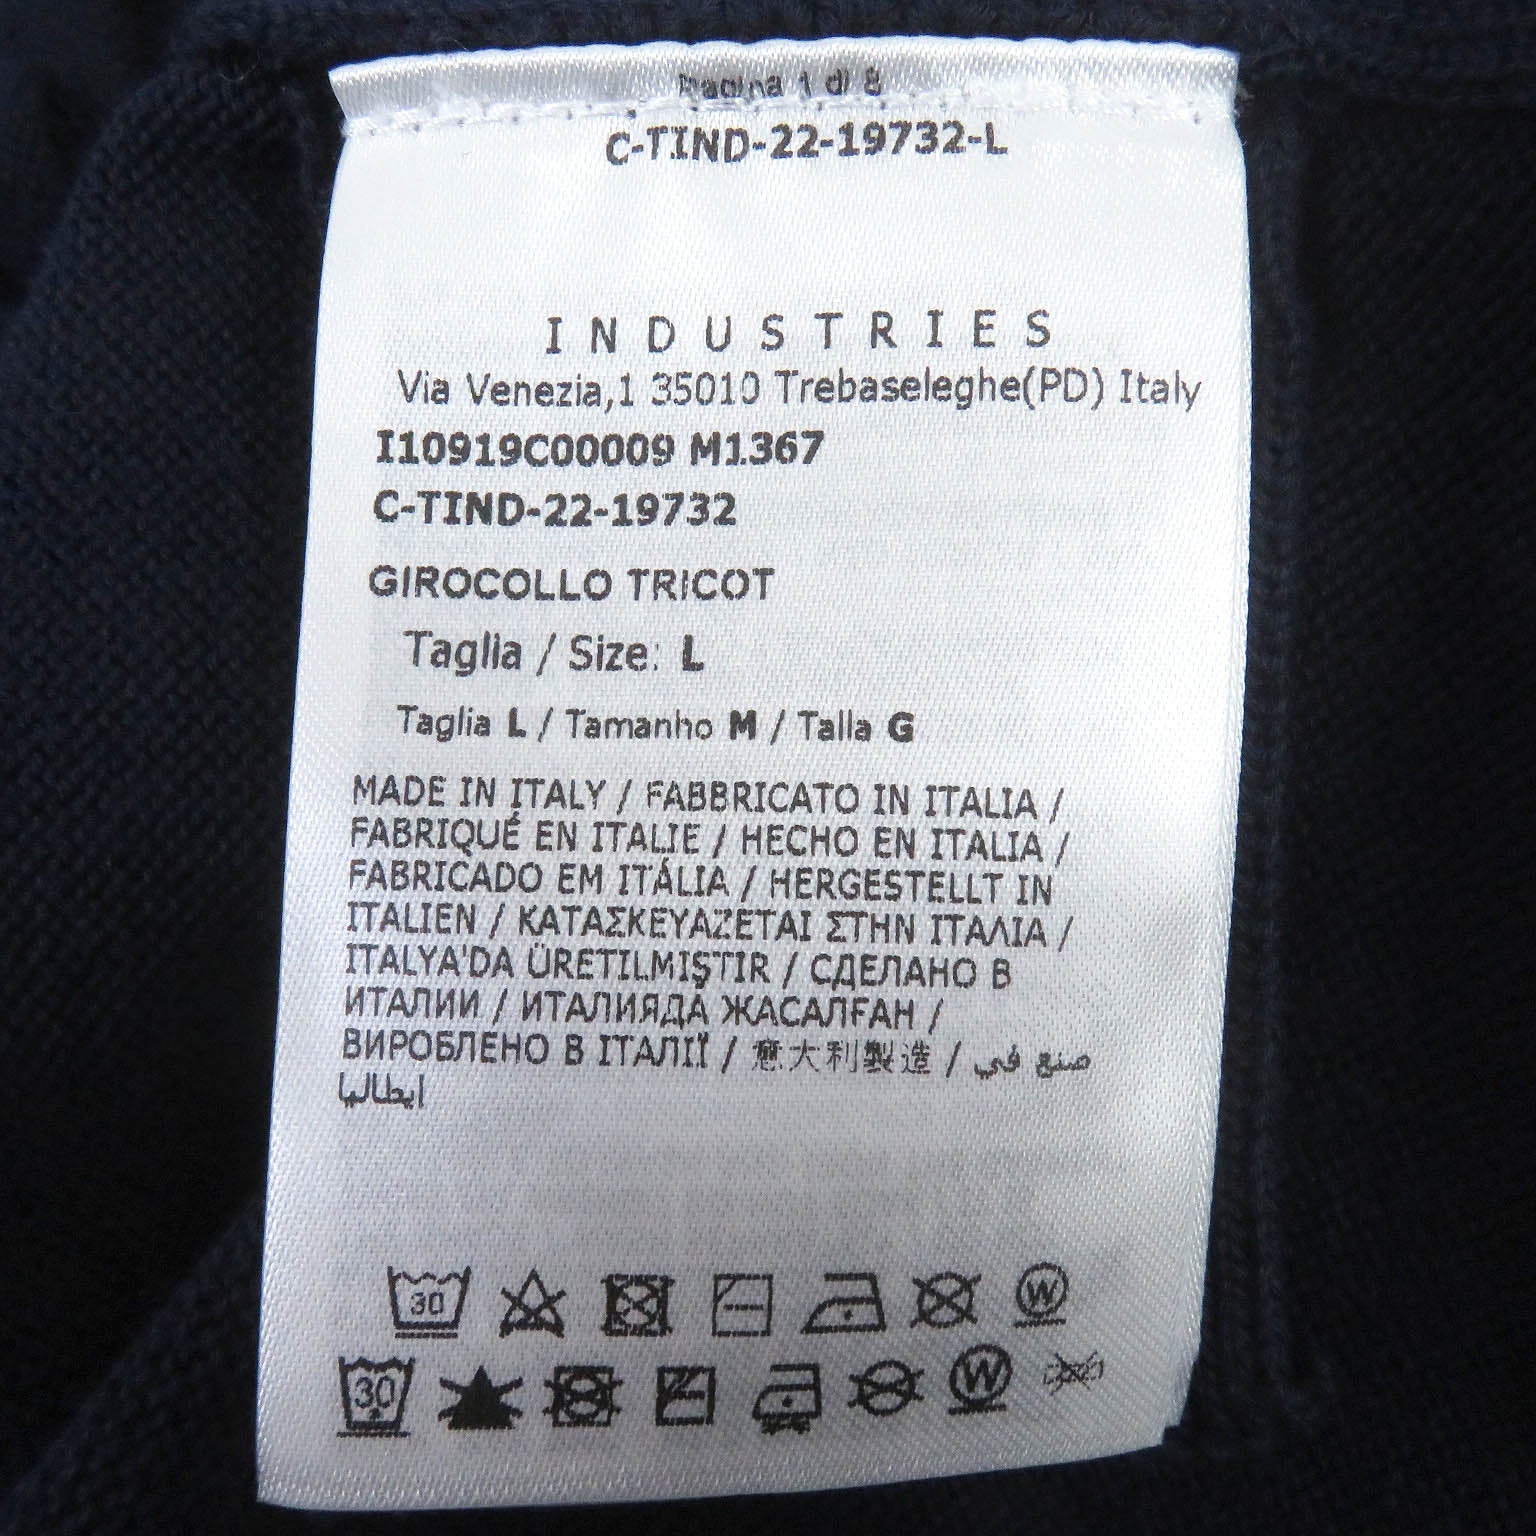 Pagina 1 di 8
C-TIND-22-19732-L
INDUSTRIES
Via Venezia,1 35010 Trebaseleghe(PD) Italy
I10919C00009 M1367
C-TIND-22-19732
GIROCOLLO TRICOT
Taglia / Size: L
Taglia L / Tamanho M / Talla G
MADE IN ITALY / FABBRICATO IN ITALIA /
FABRIQUÉ EN ITALIE / HECHO EN ITALIA /
FABRICADO EM ITÁLIA / HERGESTELLT IN
ITALIEN / ΚΑΤΑΣΚΕΥΑΖΕΤΑΙ ΣΤΗΝ ΙΤΑΛΙΑ /
ITALYA'DA ÜRETILMIŞTIR / СДЕЛАНО В
ИТАЛИИ / ИТАЛИЯДА ЖАСАЛҒАН /
ВИРОБЛЕНО В ІТАЛІЇ / 意大利製造 / صنع في
إيطاليا
30 W
30 W